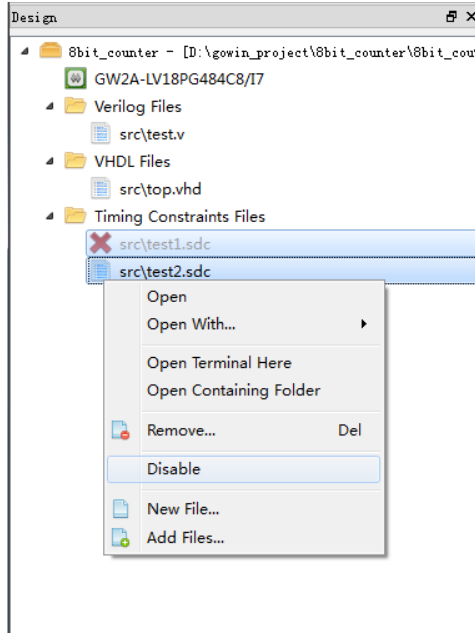 Design
8bit_counter - [D:\gowin_project\8bit_counter\8bit_cou
GW2A-LV18PG484C8/I7
Verilog Files
src\test.v
VHDL Files
src\top.vhd
Timing Constraints Files
src\test1.sdc
src\test2.sdc
Open
Open With...
Open Terminal Here
Open Containing Folder
Remove... Del
Disable
New File...
Add Files...